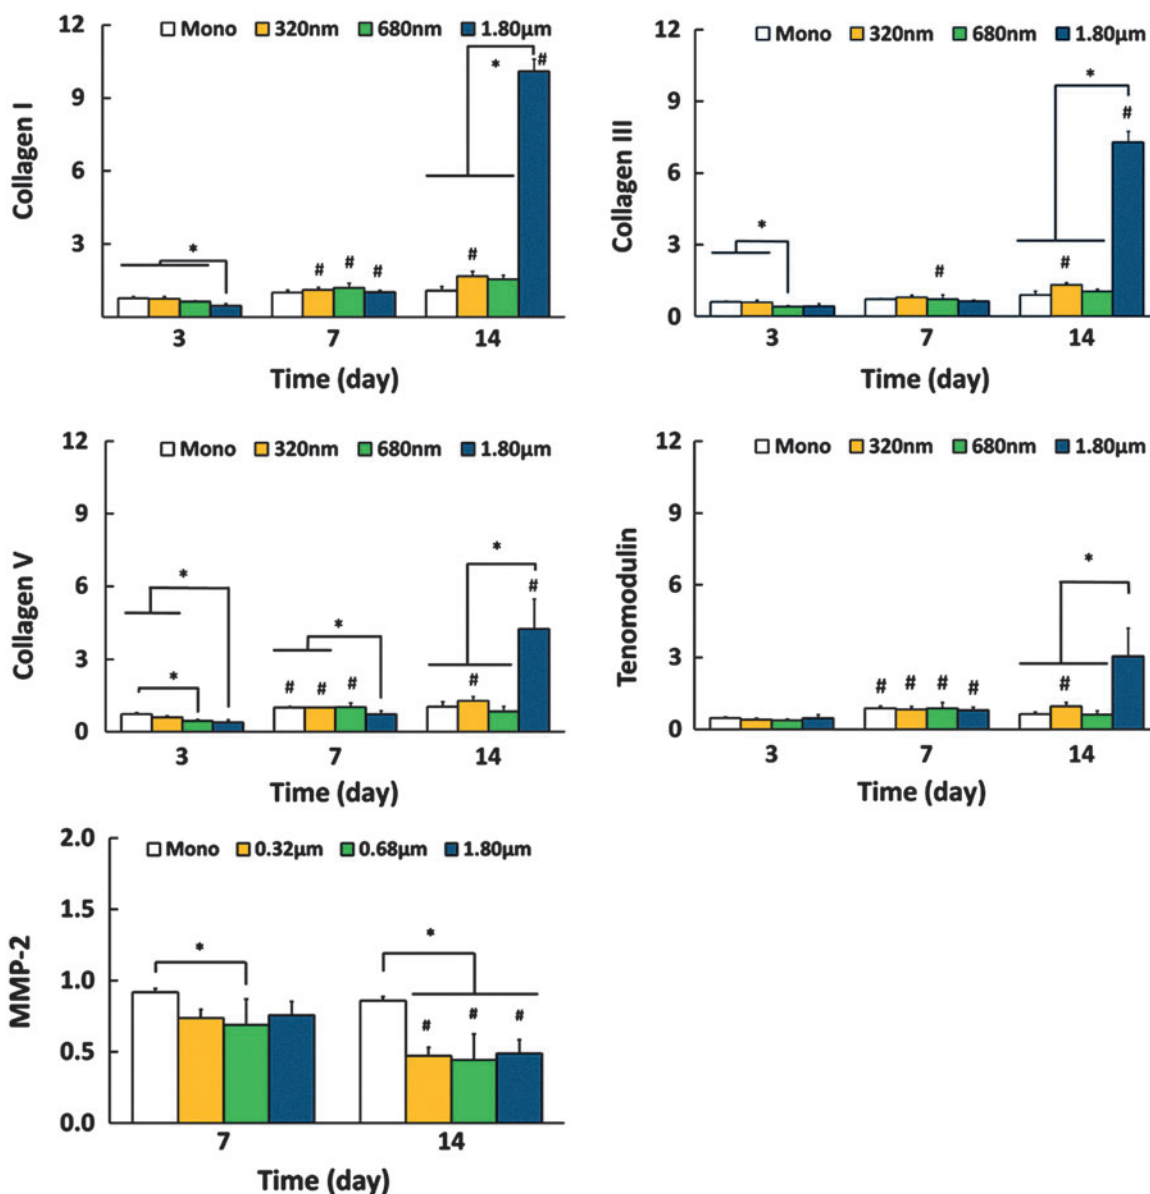 12
Mono 320nm 680nm 1.80µm
*
#
9
Collagen I
6
3
*
# # #
#
0
3 7 14
Time (day)
12
Mono 320nm 680nm 1.80µm
*
#
9
Collagen III
6
3
*
#
#
0
3 7 14
Time (day)
12
Mono 320nm 680nm 1.80µm
9
Collagen V
*
6
*
#
3
*
*
# # #
#
0
3 7 14
Time (day)
12
Mono 320nm 680nm 1.80µm
9
Tenomodulin
*
6
3
# # # #
#
0
3 7 14
Time (day)
2.0
Mono 0.32µm 0.68µm 1.80µm
1.5
MMP-2
*
*
1.0
# # #
0.5
0.0
7 14
Time (day)